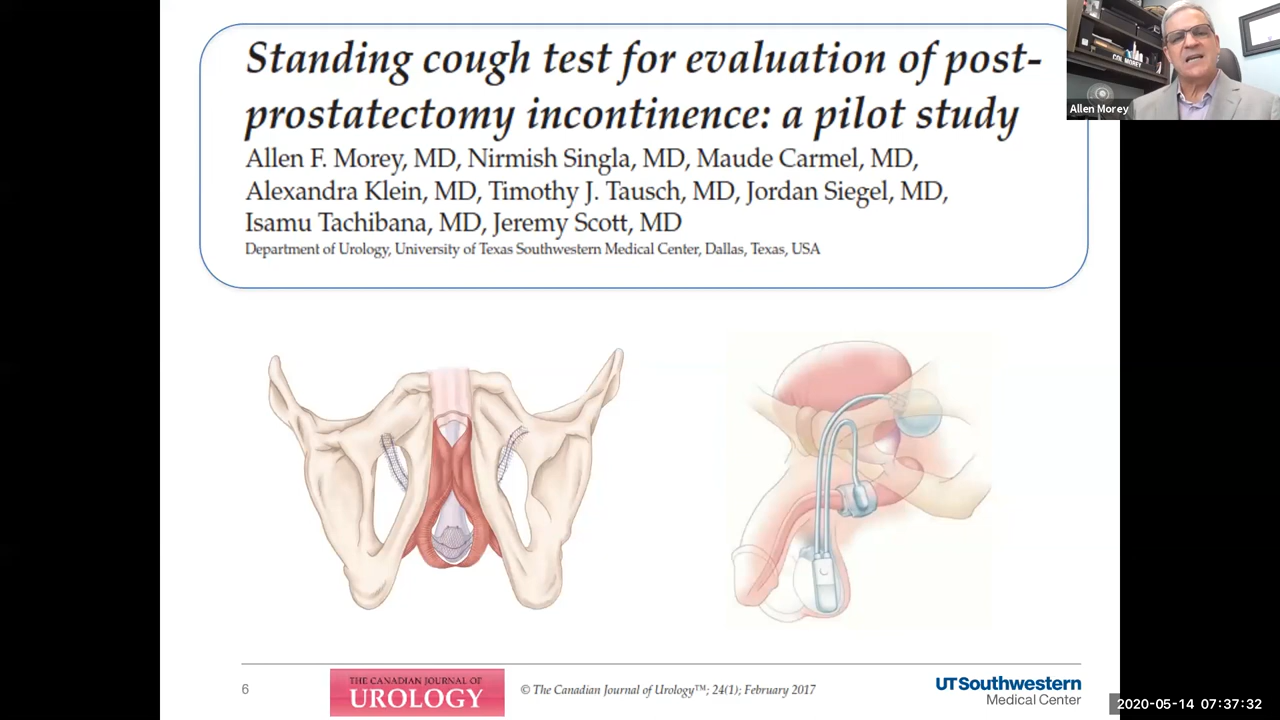 Standing cough test for evaluation of post-
prostatectomy incontinence: a pilot study
Allen F. Morey, MD, Nirmish Singla, MD, Maude Carmel, MD,
Alexandra Klein, MD, Timothy J. Tausch, MD, Jordan Siegel, MD,
Isamu Tachibana, MD, Jeremy Scott, MD
Department of Urology, University of Texas Southwestern Medical Center, Dallas, Texas, USA
COL MOREY
Allen Morey
6
THE CANADIAN JOURNAL OF
UROLOGY
© The Canadian Journal of Urology™; 24(1); February 2017
UTSouthwestern
Medical Center
2020-05-14 07:37:32